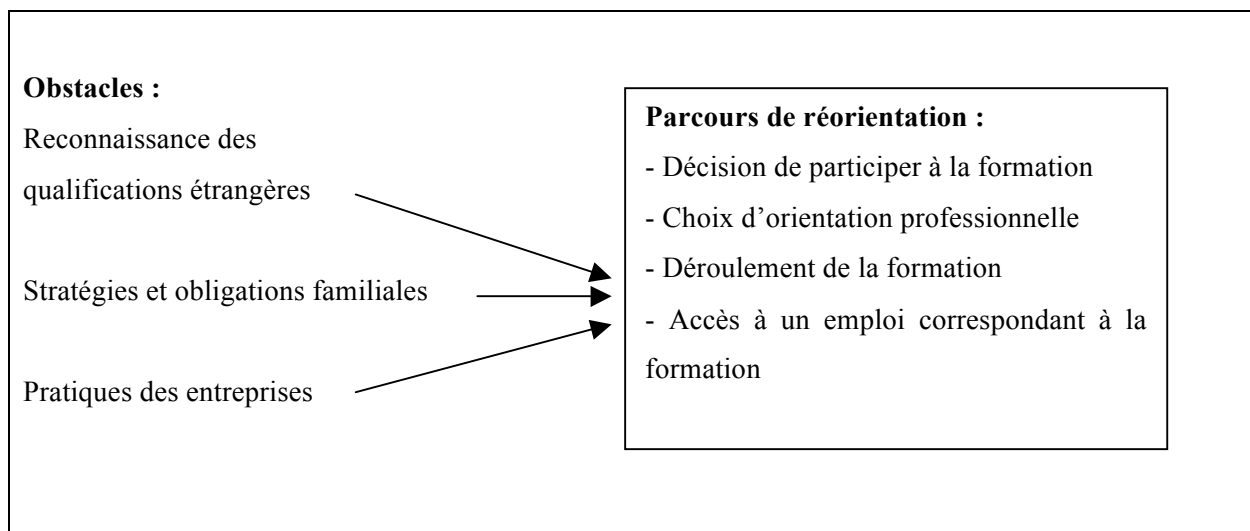 Obstacles :
Reconnaissance des
qualifications étrangères
Stratégies et obligations familiales
Pratiques des entreprises
Parcours de réorientation :
- Décision de participer à la formation
- Choix d’orientation professionnelle
- Déroulement de la formation
- Accès à un emploi correspondant à la
formation